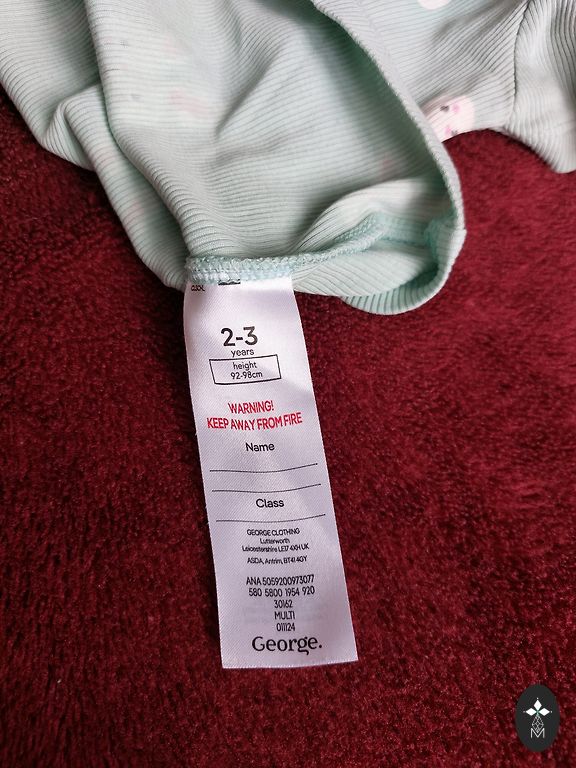 2-3
years
height
92-98cm
WARNING!
KEEP AWAY FROM FIRE
Name
Class
GEORGE CLOTHING
Lutterworth
Leicestershire LE17 4XH UK
ASDA, Antrim, BT41 4GY
ANA 5059200973077
580 5800 1954 920
30162
MULTI
011124
George.
M